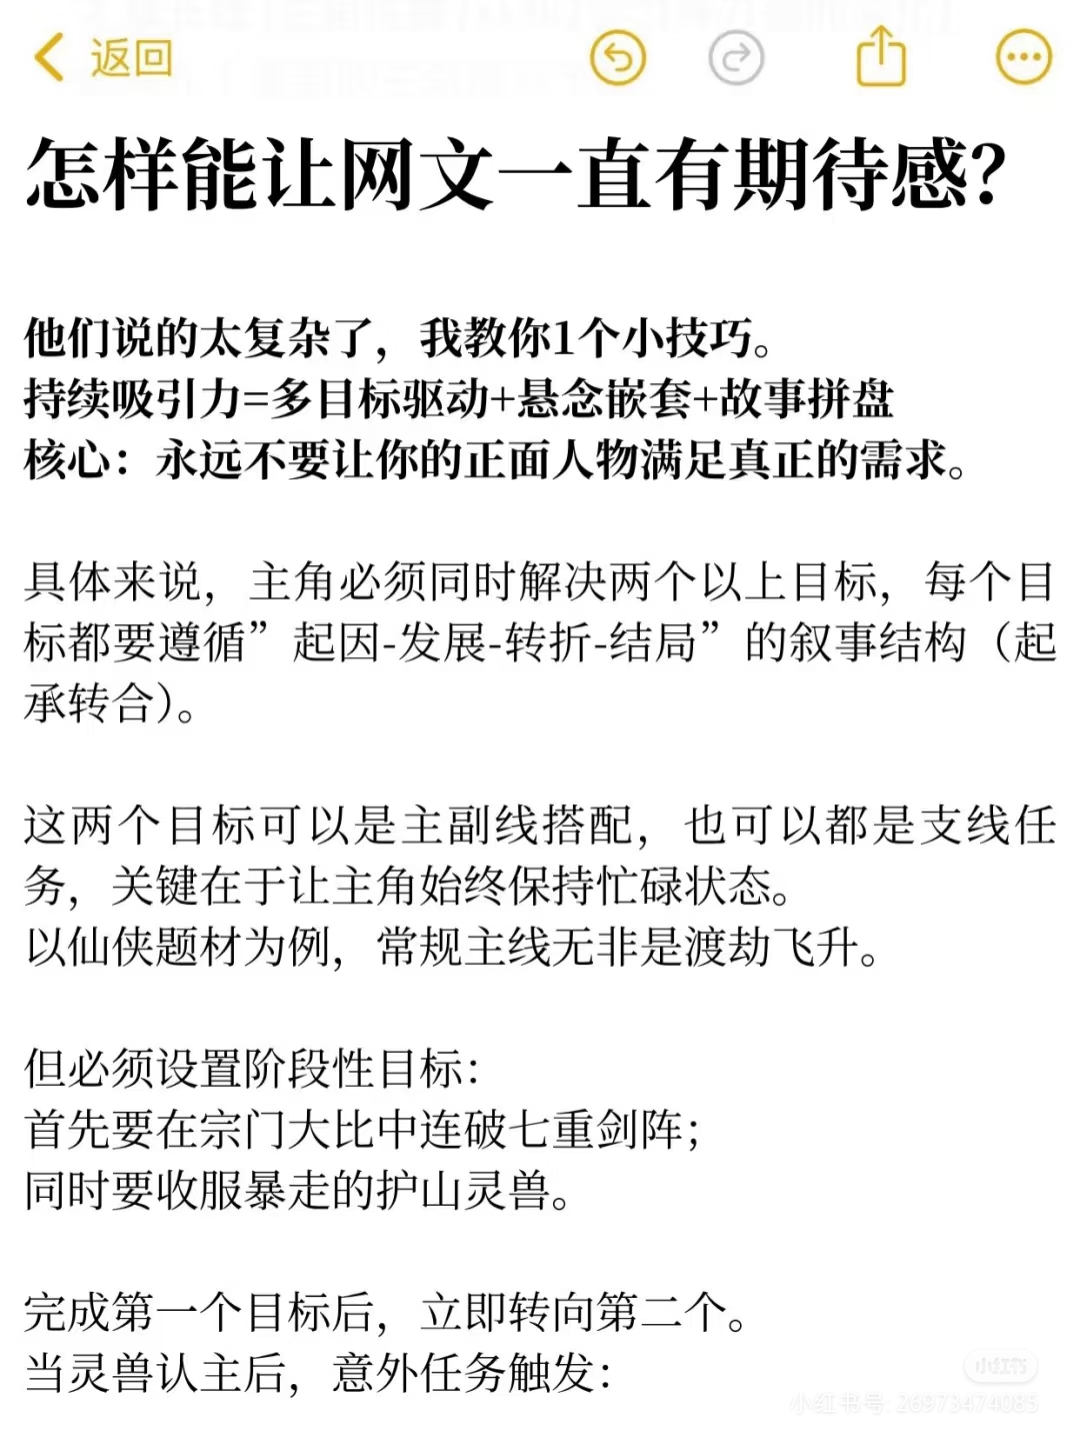 返回
怎样能让网文一直有期待感?
他们说的太复杂了，我教你1个小技巧。
持续吸引力=多目标驱动+悬念嵌套+故事拼盘
核心：永远不要让你的正面人物满足真正的需求。
具体来说，主角必须同时解决两个以上目标，每个目
标都要遵循”起因-发展-转折-结局”的叙事结构（起
承转合）。
这两个目标可以是主副线搭配，也可以都是支线任
务，关键在于让主角始终保持忙碌状态。
以仙侠题材为例，常规主线无非是渡劫飞升。
但必须设置阶段性目标：
首先要在宗门大比中连破七重剑阵；
同时要收服暴走的护山灵兽。
完成第一个目标后，立即转向第二个。
当灵兽认主后，意外任务触发：
小红书
小红书号: 26973474085